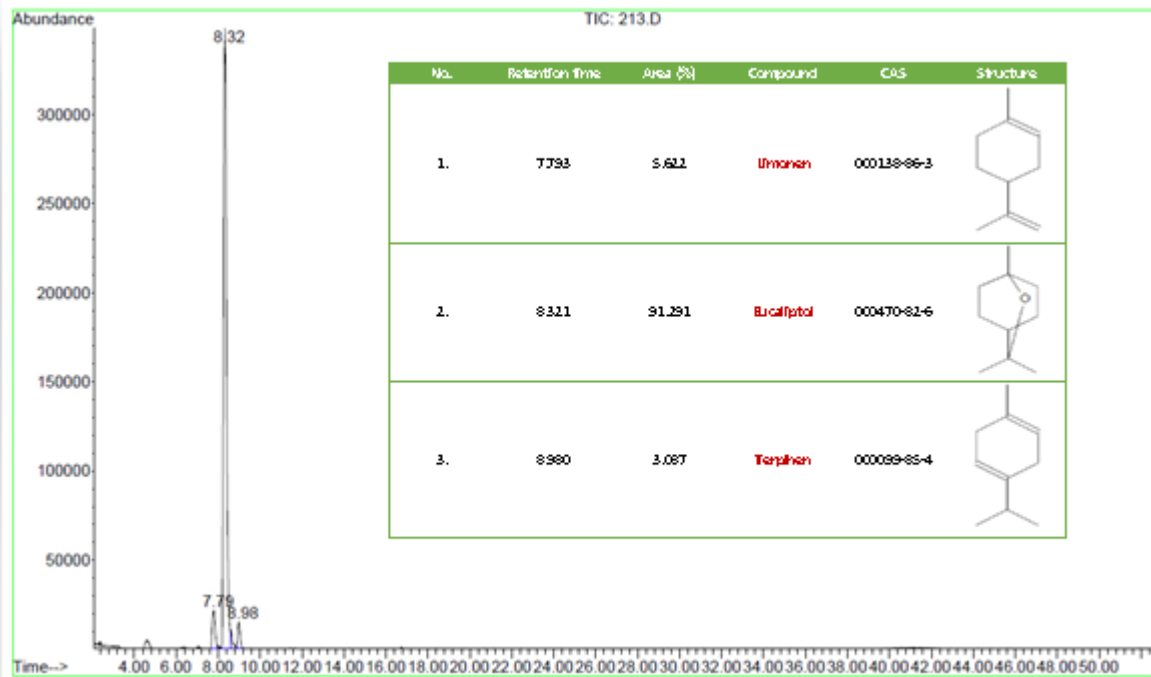 Abundance
TIC: 213.D
8.32
No. Retention time Area (%) Compound CAS Structure
300000
1. 7.793 5.622 Limonen 000138-86-3
250000
200000
O
2. 8.321 91.291 Eucaliptol 000470-82-6
150000
100000
3. 8.980 3.087 Terpinen 000099-85-4
50000
7.79
8.98
Time--> 4.00 6.00 8.00 10.00 12.00 14.00 16.00 18.00 20.00 22.00 24.00 26.00 28.00 30.00 32.00 34.00 36.00 38.00 40.00 42.00 44.00 46.00 48.00 50.00